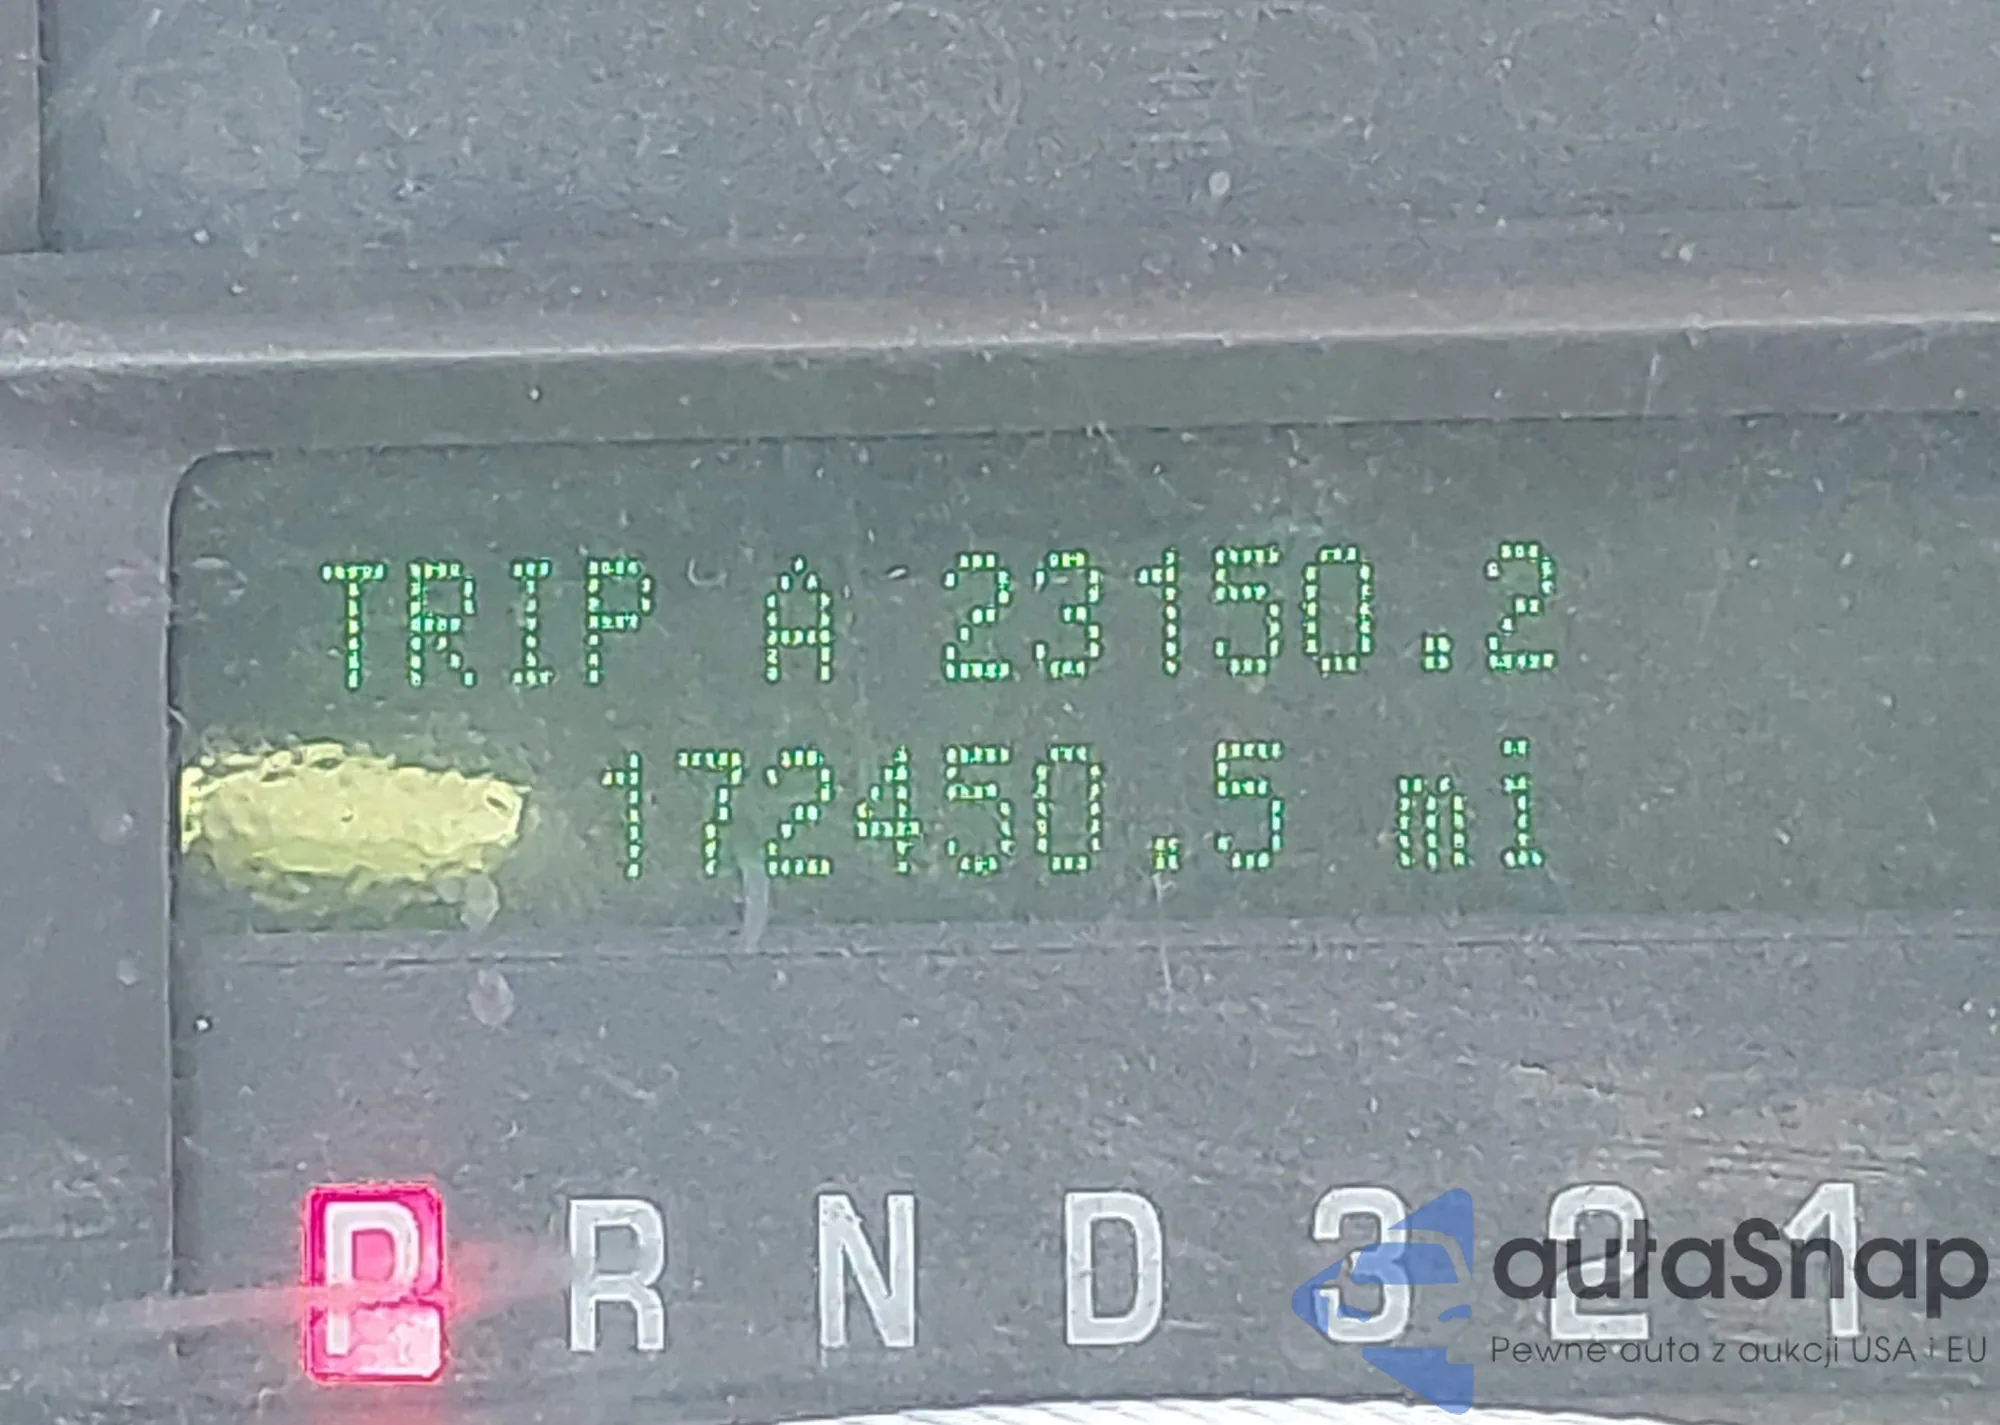 TRIP A 23150.2
172450.5 mi
P R N D 3 2 1
autaSnap
Pewne auta z aukcji USA i EU